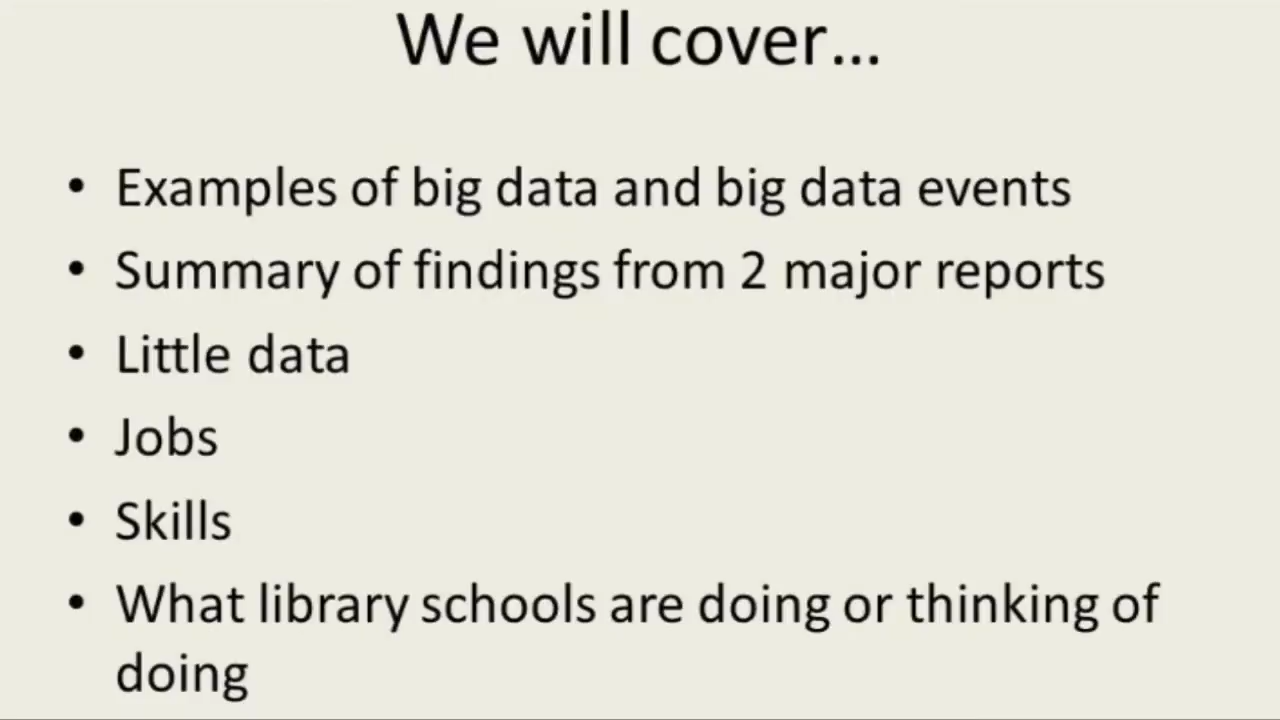 We will cover...
• Examples of big data and big data events
• Summary of findings from 2 major reports
• Little data
• Jobs
• Skills
• What library schools are doing or thinking of
doing